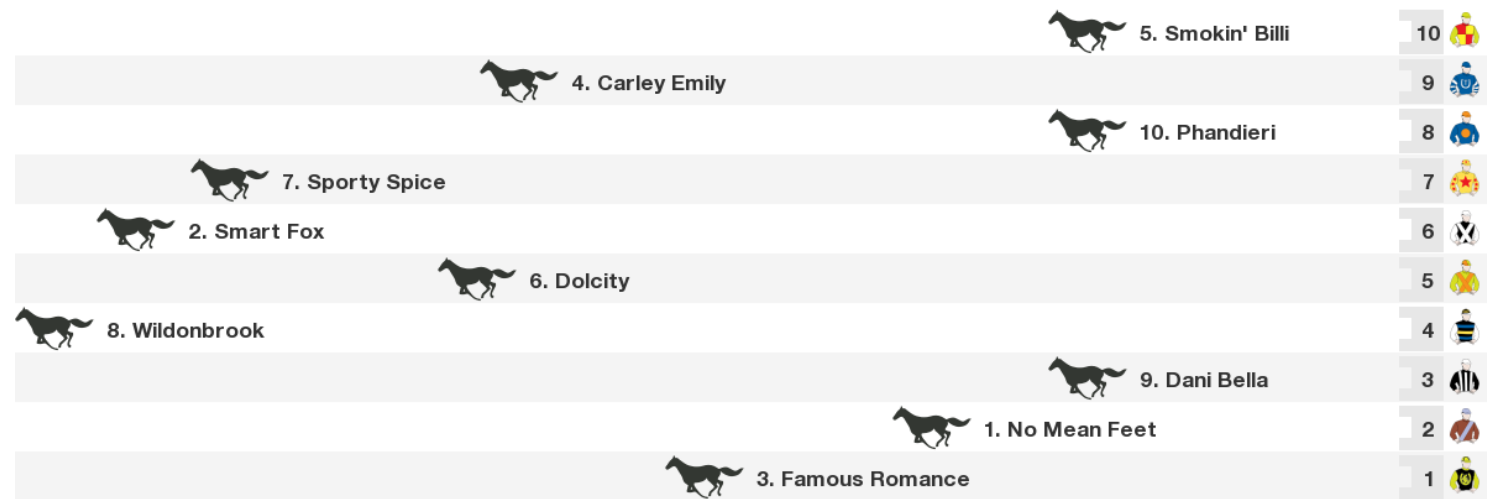 5. Smokin' Billi 10
4. Carley Emily 9
10. Phandieri 8
7. Sporty Spice 7
2. Smart Fox 6
6. Dolcity 5
8. Wildonbrook 4
9. Dani Bella 3
1. No Mean Feet 2
3. Famous Romance 1